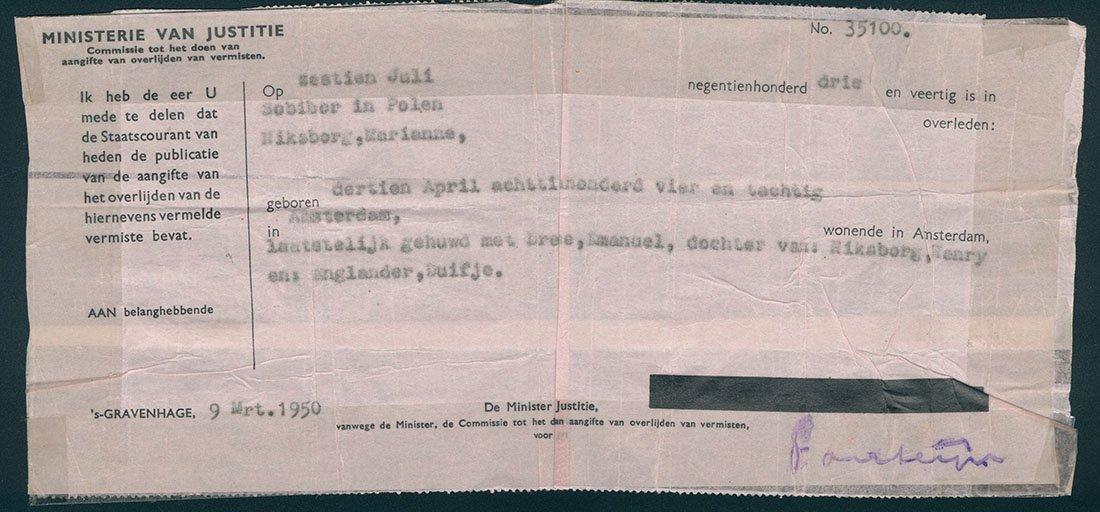 MINISTERIE VAN JUSTITIE
Commissie tot het doen van
aangifte van overlijden van vermisten.
No. 35100.
Ik heb de eer U
mede te delen dat
de Staatscourant van
heden de publicatie
van de aangifte van
het overlijden van de
hiernevens vermelde
vermiste bevat.
AAN belanghebbende
Op zestien Juli negentienhonderd drie en veertig is in
Sobibor in Polen overleden:
Niksborg, Marianne,
geboren dertien April achttienhonderd vier en tachtig
in Amsterdam, wonende in Amsterdam,
laatstelijk gehuwd met Bree, Emanuel, dochter van: Niksborg, Henry
en: Englander, Duifje.
's-GRAVENHAGE, 9 Mrt. 1950
De Minister Justitie,
vanwege de Minister, de Commissie tot het dan aangifte van overlijden van vermisten,
voor